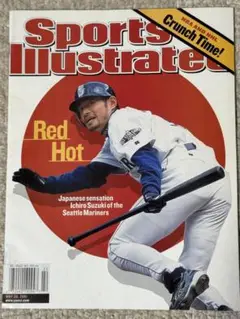 Sports
Illustrated
NBA AND NHL
Crunch Time!
Red
Hot
Japanese sensation
Ichiro Suzuki of the
Seattle Mariners